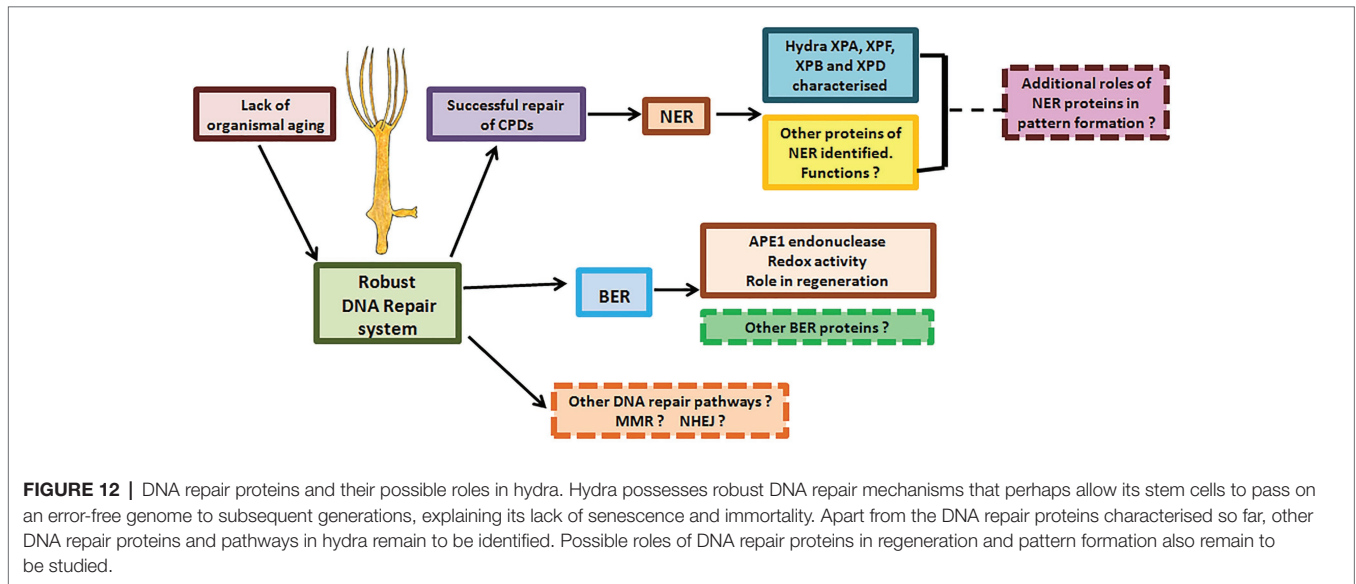 Lack of
organismal aging
Successful repair
of CPDs
NER
Hydra XPA, XPF,
XPB and XPD
characterised
Other proteins of
NER identified.
Functions ?
Additional roles of
NER proteins in
pattern formation ?
Robust
DNA Repair
system
BER
APE1 endonuclease
Redox activity
Role in regeneration
Other BER proteins ?
Other DNA repair pathways ?
MMR ? NHEJ ?
FIGURE 12 | DNA repair proteins and their possible roles in hydra. Hydra possesses robust DNA repair mechanisms that perhaps allow its stem cells to pass on
an error-free genome to subsequent generations, explaining its lack of senescence and immortality. Apart from the DNA repair proteins characterised so far, other
DNA repair proteins and pathways in hydra remain to be identified. Possible roles of DNA repair proteins in regeneration and pattern formation also remain to
be studied.